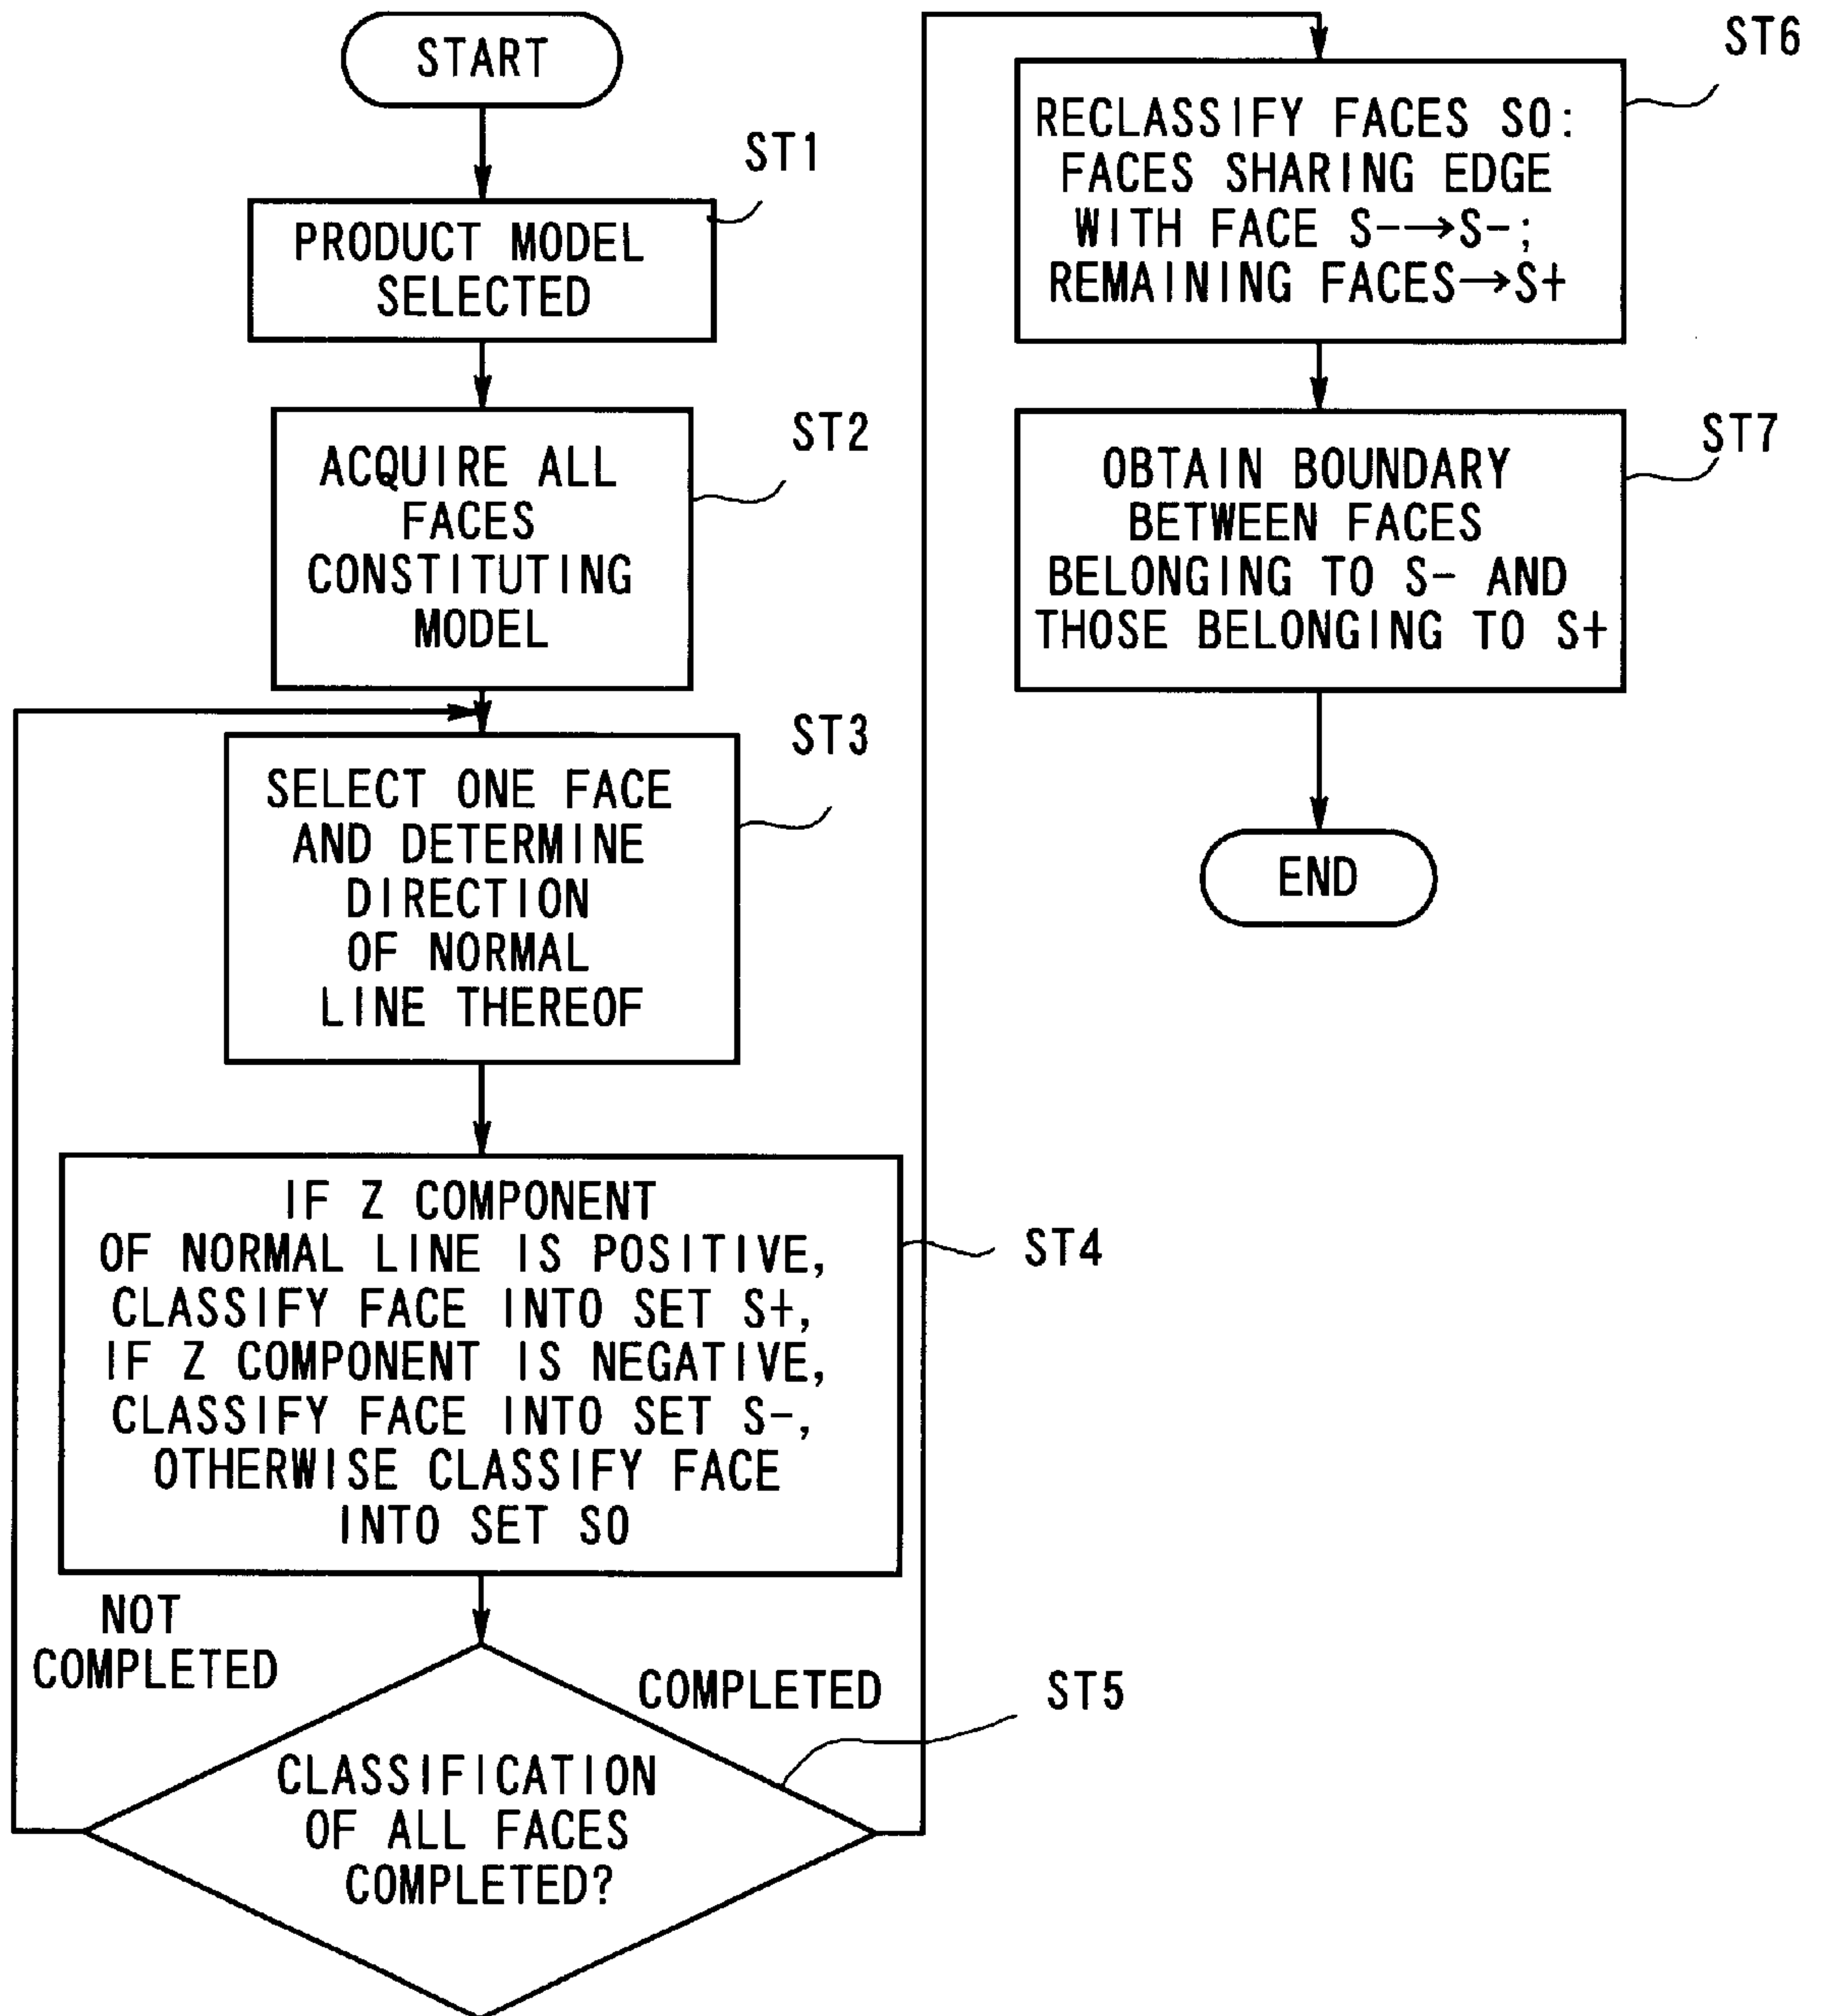 START
ST1
PRODUCT MODEL
SELECTED
ST2
ACQUIRE ALL
FACES
CONSTITUTING
MODEL
ST3
SELECT ONE FACE
AND DETERMINE
DIRECTION
OF NORMAL
LINE THEREOF
IF Z COMPONENT
OF NORMAL LINE IS POSITIVE,
CLASSIFY FACE INTO SET S+,
IF Z COMPONENT IS NEGATIVE,
CLASSIFY FACE INTO SET S-,
OTHERWISE CLASSIFY FACE
INTO SET S0
ST4
NOT
COMPLETED
COMPLETED
ST5
CLASSIFICATION
OF ALL FACES
COMPLETED?
ST6
RECLASSIFY FACES S0:
FACES SHARING EDGE
WITH FACE S-→S-;
REMAINING FACES→S+
ST7
OBTAIN BOUNDARY
BETWEEN FACES
BELONGING TO S- AND
THOSE BELONGING TO S+
END